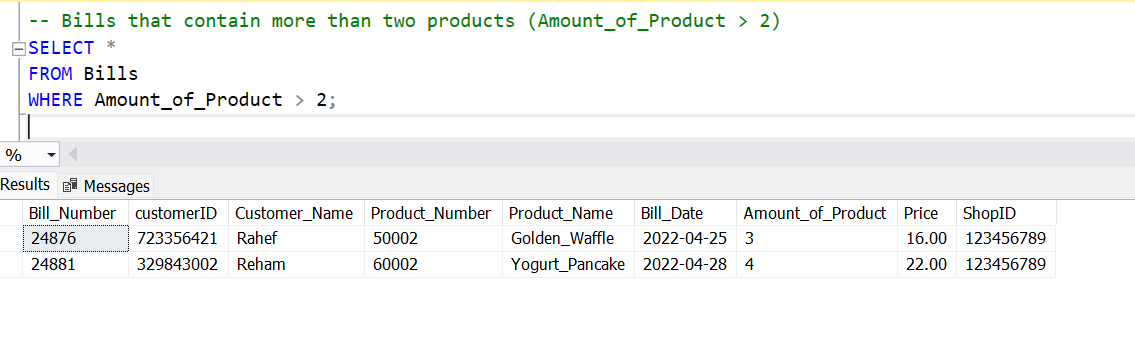 -- Bills that contain more than two products (Amount_of_Product > 2)
SELECT *
FROM Bills
WHERE Amount_of_Product > 2;
%
Results Messages
Bill_Number customerID Customer_Name Product_Number Product_Name Bill_Date Amount_of_Product Price ShopID
24876 723356421 Rahef 50002 Golden_Waffle 2022-04-25 3 16.00 123456789
24881 329843002 Reham 60002 Yogurt_Pancake 2022-04-28 4 22.00 123456789